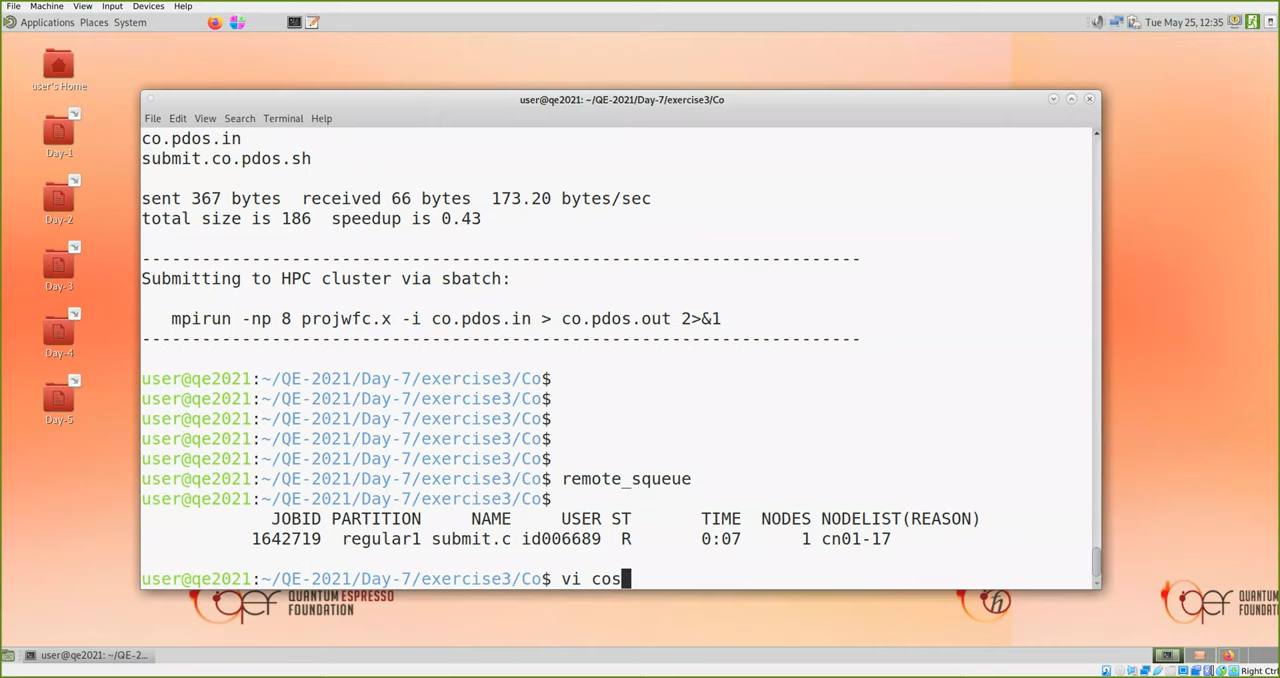 File Machine View Input Devices Help
Applications Places System
Tue May 25, 12:35
user's Home
Day-1
Day-2
Day-3
Day-4
Day-5
user@qe2021: ~/QE-2021/Day-7/exercise3/Co
File Edit View Search Terminal Help
co.pdos.in
submit.co.pdos.sh
sent 367 bytes received 66 bytes 173.20 bytes/sec
total size is 186 speedup is 0.43
--------------------------------------------------------------------------------
Submitting to HPC cluster via sbatch:
mpirun -np 8 projwfc.x -i co.pdos.in > co.pdos.out 2>&1
--------------------------------------------------------------------------------
user@qe2021:~/QE-2021/Day-7/exercise3/Co$
user@qe2021:~/QE-2021/Day-7/exercise3/Co$
user@qe2021:~/QE-2021/Day-7/exercise3/Co$
user@qe2021:~/QE-2021/Day-7/exercise3/Co$
user@qe2021:~/QE-2021/Day-7/exercise3/Co$
user@qe2021:~/QE-2021/Day-7/exercise3/Co$ remote_squeue
user@qe2021:~/QE-2021/Day-7/exercise3/Co$
JOBID PARTITION NAME USER ST TIME NODES NODELIST(REASON)
1642719 regular1 submit.c id006689 R 0:07 1 cn01-17
user@qe2021:~/QE-2021/Day-7/exercise3/Co$ vi cos
QUANTUM ESPRESSO
FOUNDATION
QUANTUM
FOUNDATION
user@qe2021: ~/QE-2...
Right Ctrl